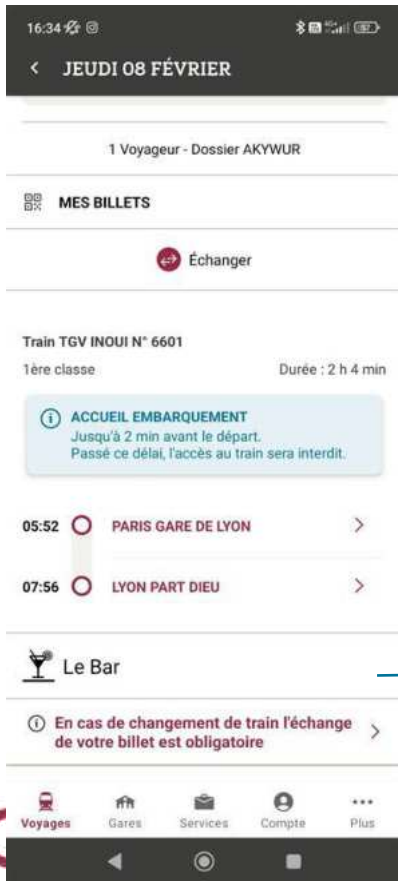 16:34
JEUDI 08 FÉVRIER
1 Voyageur - Dossier AKYWUR
MES BILLETS
Échanger
Train TGV INOUI N° 6601
1ère classe Durée : 2 h 4 min
ACCUEIL EMBARQUEMENT
Jusqu'à 2 min avant le départ.
Passé ce délai, l'accès au train sera interdit.
05:52 PARIS GARE DE LYON
07:56 LYON PART DIEU
Le Bar
En cas de changement de train l'échange
de votre billet est obligatoire
Voyages Gares Services Compte Plus